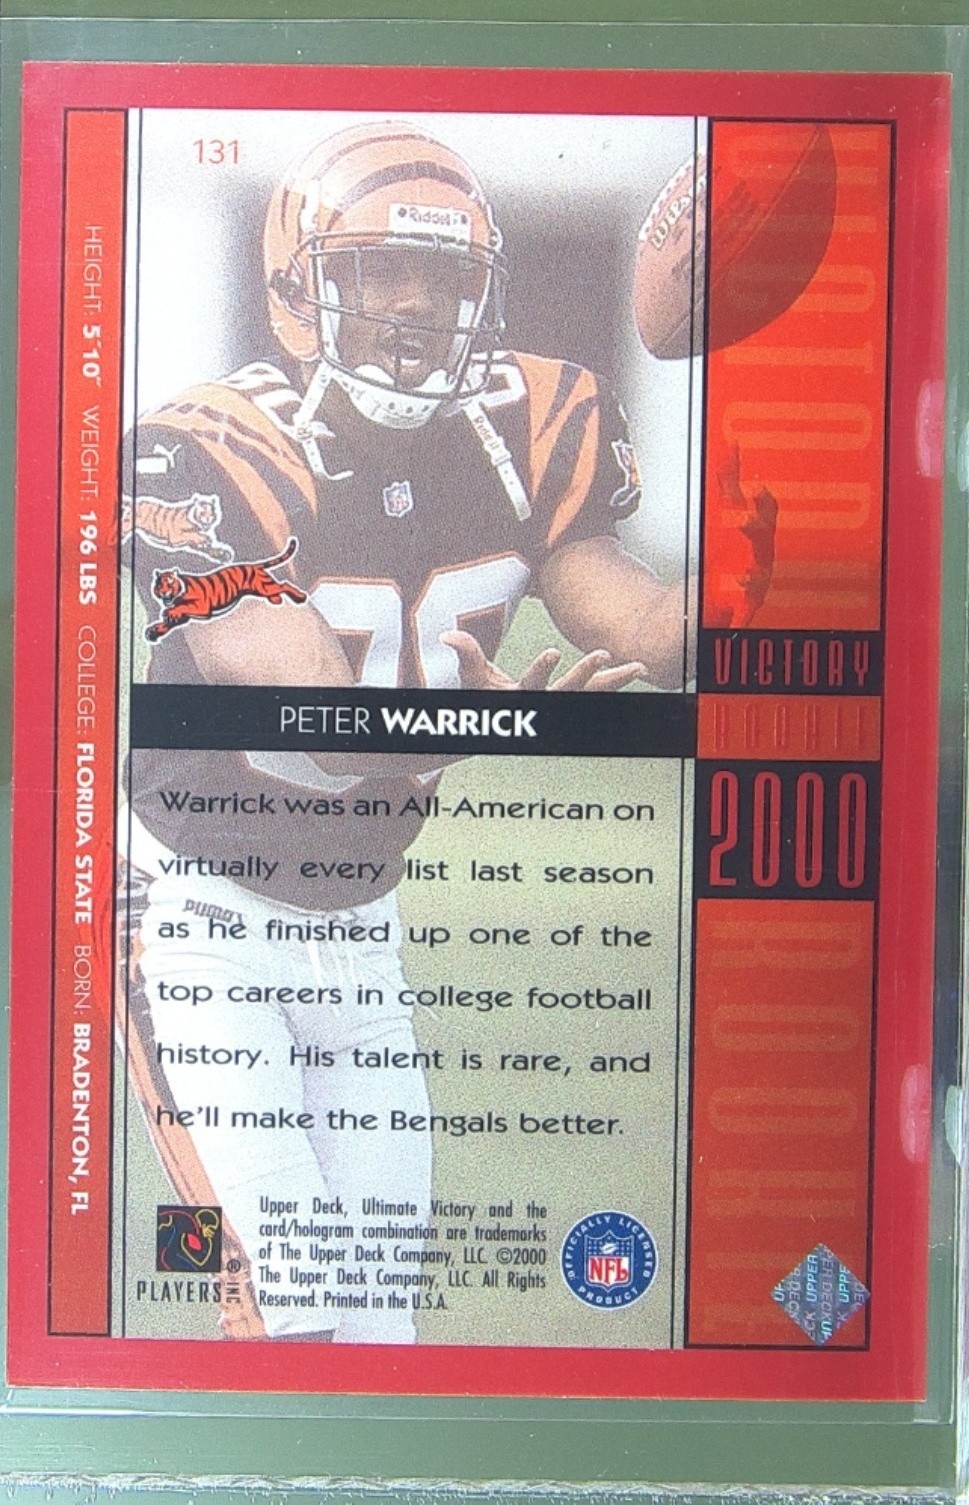 131
Riddell
WILS
HEIGHT: 5'10" WEIGHT: 196 LBS COLLEGE: FLORIDA STATE BORN: BRADENTON, FL
VICTORY
VICTORY
ROOKIE
2000
ROOKIE
PETER WARRICK
Warrick was an All-American on
virtually every list last season
as he finished up one of the
top careers in college football
history. His talent is rare, and
he'll make the Bengals better.
PUMA
PLAYERS INC ®
Upper Deck, Ultimate Victory and the
card/hologram combination are trademarks
of The Upper Deck Company, LLC. ©2000
The Upper Deck Company, LLC. All Rights
Reserved. Printed in the U.S.A.
OFFICIALLY LICENSED
NFL
PRODUCT
UPPER
DECK